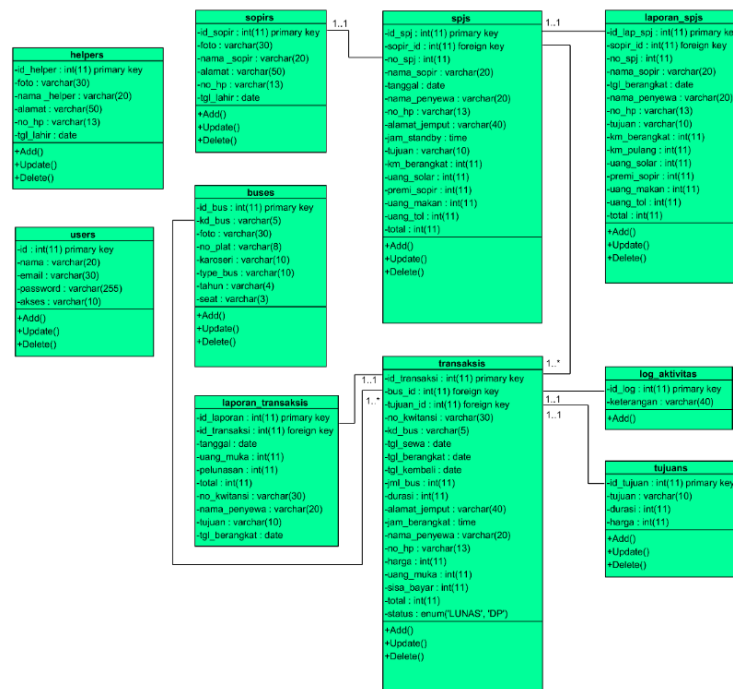 helpers
-id_helper : int(11) primary key
-foto : varchar(30)
-nama _helper : varchar(20)
-alamat : varchar(50)
-no_hp : varchar(13)
-tgl_lahir : date
+Add()
+Update()
+Delete()
sopirs
-id_sopir : int(11) primary key
-foto : varchar(30)
-nama _sopir : varchar(20)
-alamat : varchar(50)
-no_hp : varchar(13)
-tgl_lahir : date
+Add()
+Update()
+Delete()
1..1
spjs
-id_spj : int(11) primary key
-sopir_id : int(11) foreign key
-no_spj : int(11)
-nama_sopir : varchar(20)
-tanggal : date
-nama_penyewa : varchar(20)
-no_hp : varchar(13)
-alamat_jemput : varchar(40)
-jam_standby : time
-tujuan : varchar(10)
-km_berangkat : int(11)
-uang_solar : int(11)
-premi_sopir : int(11)
-uang_makan : int(11)
-uang_tol : int(11)
-total : int(11)
+Add()
+Update()
+Delete()
1..1
laporan_spjs
-id_lap_spj : int(11) primary key
-sopir_id : int(11) foreign key
-no_spj : int(11)
-nama_sopir : varchar(20)
-tgl_berangkat : date
-nama_penyewa : varchar(20)
-no_hp : varchar(13)
-tujuan : varchar(10)
-km_berangkat : int(11)
-km_pulang : int(11)
-uang_solar : int(11)
-premi_sopir : int(11)
-uang_makan : int(11)
-uang_tol : int(11)
-total : int(11)
+Add()
+Update()
+Delete()
users
-id : int(11) primary key
-nama : varchar(20)
-email : varchar(30)
-password : varchar(255)
-akses : varchar(10)
+Add()
+Update()
+Delete()
buses
-id_bus : int(11) primary key
-kd_bus : varchar(5)
-foto : varchar(30)
-no_plat : varchar(8)
-karoseri : varchar(10)
-type_bus : varchar(10)
-tahun : varchar(4)
-seat : varchar(3)
+Add()
+Update()
+Delete()
laporan_transaksis
-id_laporan : int(11) primary key
-id_transaksi : int(11) foreign key
-tanggal : date
-uang_muka : int(11)
-pelunasan : int(11)
-total : int(11)
-no_kwitansi : varchar(30)
-nama_penyewa : varchar(20)
-tujuan : varchar(10)
-tgl_berangkat : date
1..1
1..*
transaksis
-id_transaksi : int(11) primary key
-bus_id : int(11) foreign key
-tujuan_id : int(11) foreign key
-no_kwitansi : varchar(30)
-kd_bus : varchar(5)
-tgl_sewa : date
-tgl_berangkat : date
-tgl_kembali : date
-jml_bus : int(11)
-durasi : int(11)
-alamat_jemput : varchar(40)
-jam_berangkat : time
-nama_penyewa : varchar(20)
-no_hp : varchar(13)
-harga : int(11)
-uang_muka : int(11)
-sisa_bayar : int(11)
-total : int(11)
-status : enum('LUNAS', 'DP')
+Add()
+Update()
+Delete()
1..*
1..1
1..1
log_aktivitas
-id_log : int(11) primary key
-keterangan : varchar(40)
+Add()
tujuans
-id_tujuan : int(11) primary key
-tujuan : varchar(10)
-durasi : int(11)
-harga : int(11)
+Add()
+Update()
+Delete()